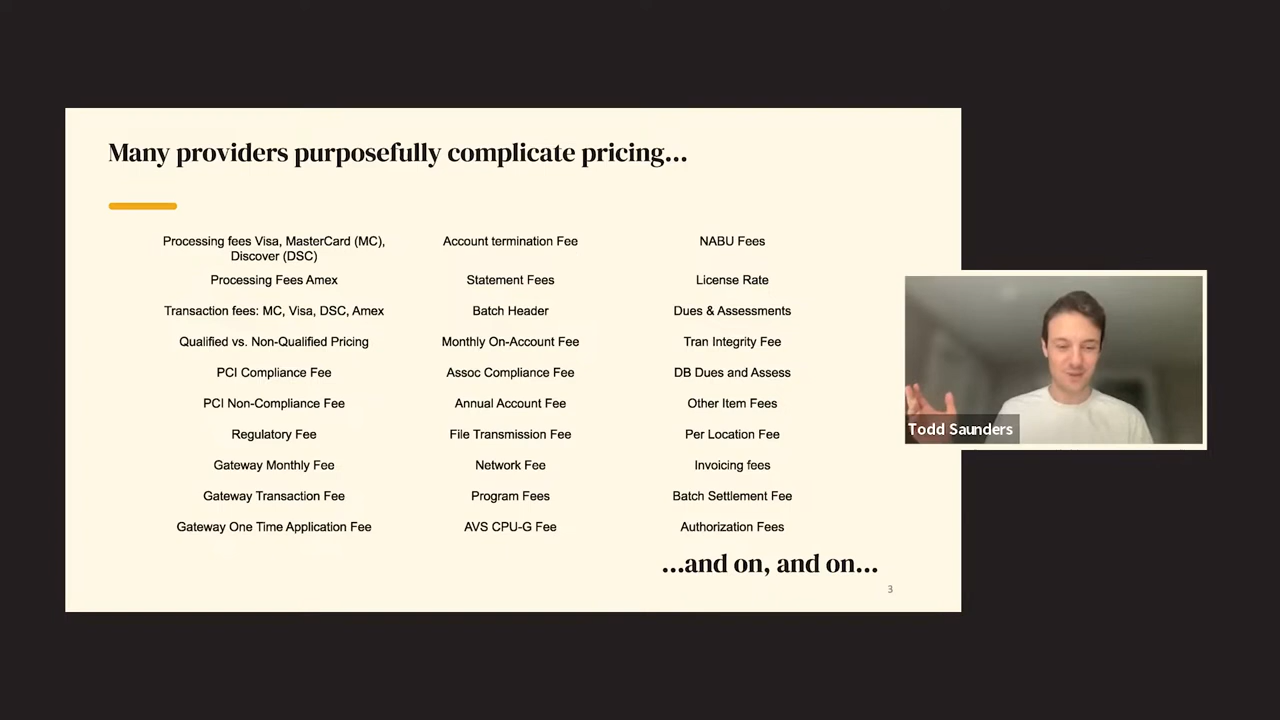 Many providers purposefully complicate pricing...
Processing fees Visa, MasterCard (MC),
Discover (DSC)
Processing Fees Amex
Transaction fees: MC, Visa, DSC, Amex
Qualified vs. Non-Qualified Pricing
PCI Compliance Fee
PCI Non-Compliance Fee
Regulatory Fee
Gateway Monthly Fee
Gateway Transaction Fee
Gateway One Time Application Fee
Account termination Fee
Statement Fees
Batch Header
Monthly On-Account Fee
Assoc Compliance Fee
Annual Account Fee
File Transmission Fee
Network Fee
Program Fees
AVS CPU-G Fee
NABU Fees
License Rate
Dues & Assessments
Tran Integrity Fee
DB Dues and Assess
Other Item Fees
Per Location Fee
Invoicing fees
Batch Settlement Fee
Authorization Fees
...and on, and on...
3
Todd Saunders